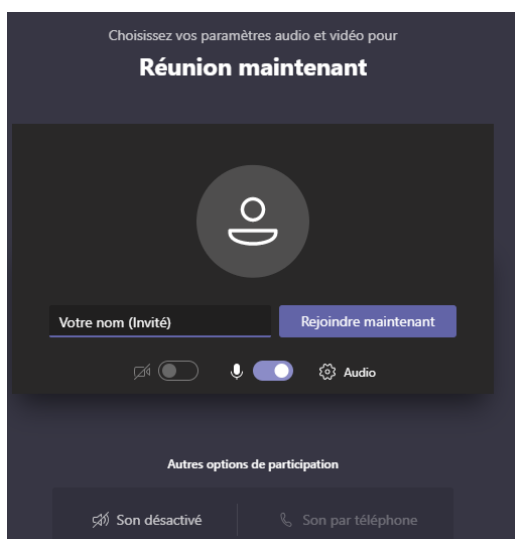 Choisissez vos paramètres audio et vidéo pour
Réunion maintenant
Votre nom (Invité)
Rejoindre maintenant
Audio
Autres options de participation
Son désactivé
Son par téléphone